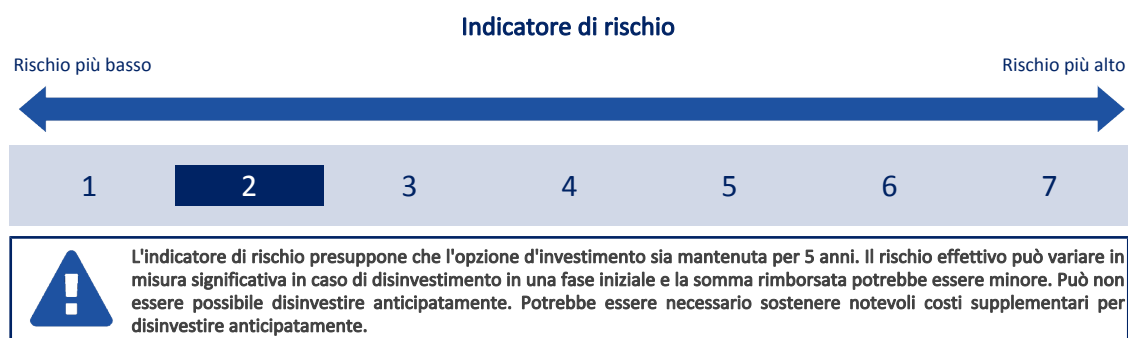 Indicatore di rischio
Rischio più basso
Rischio più alto
1 2 3 4 5 6 7
L'indicatore di rischio presuppone che l'opzione d'investimento sia mantenuta per 5 anni. Il rischio effettivo può variare in
misura significativa in caso di disinvestimento in una fase iniziale e la somma rimborsata potrebbe essere minore. Può non
essere possibile disinvestire anticipatamente. Potrebbe essere necessario sostenere notevoli costi supplementari per
disinvestire anticipatamente.